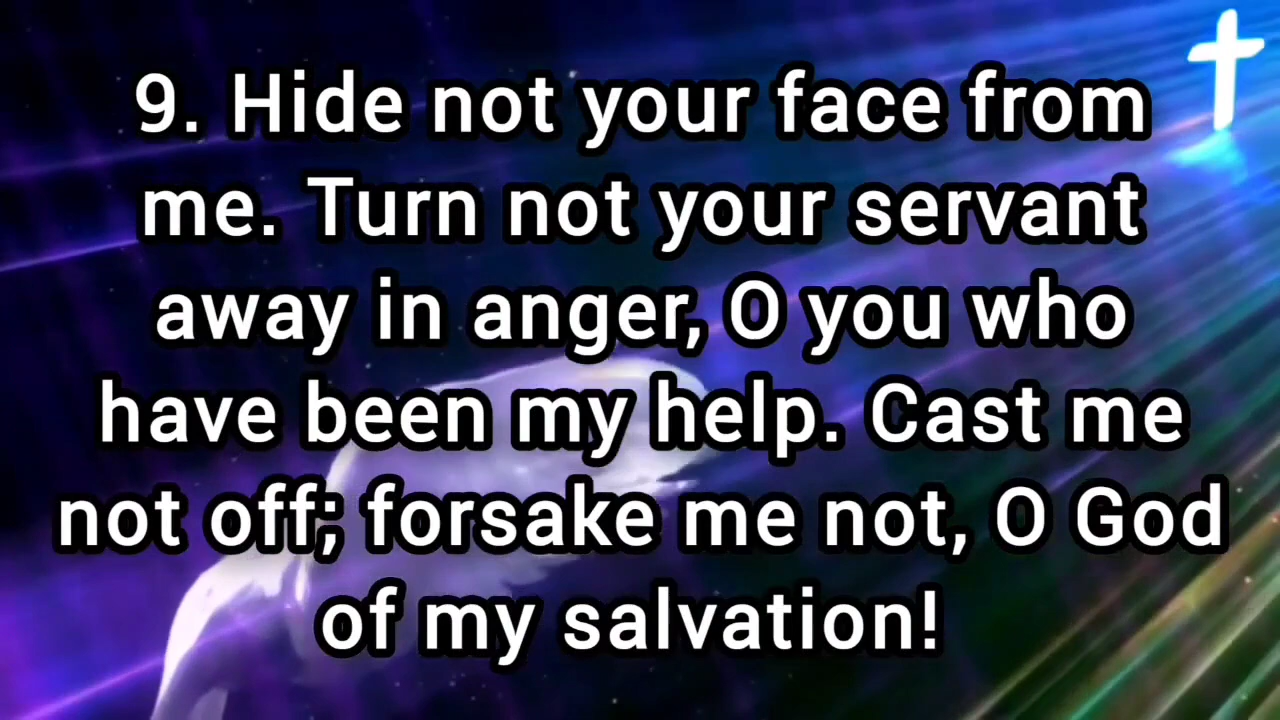 9. Hide not your face from
me. Turn not your servant
away in anger, O you who
have been my help. Cast me
not off; forsake me not, O God
of my salvation!